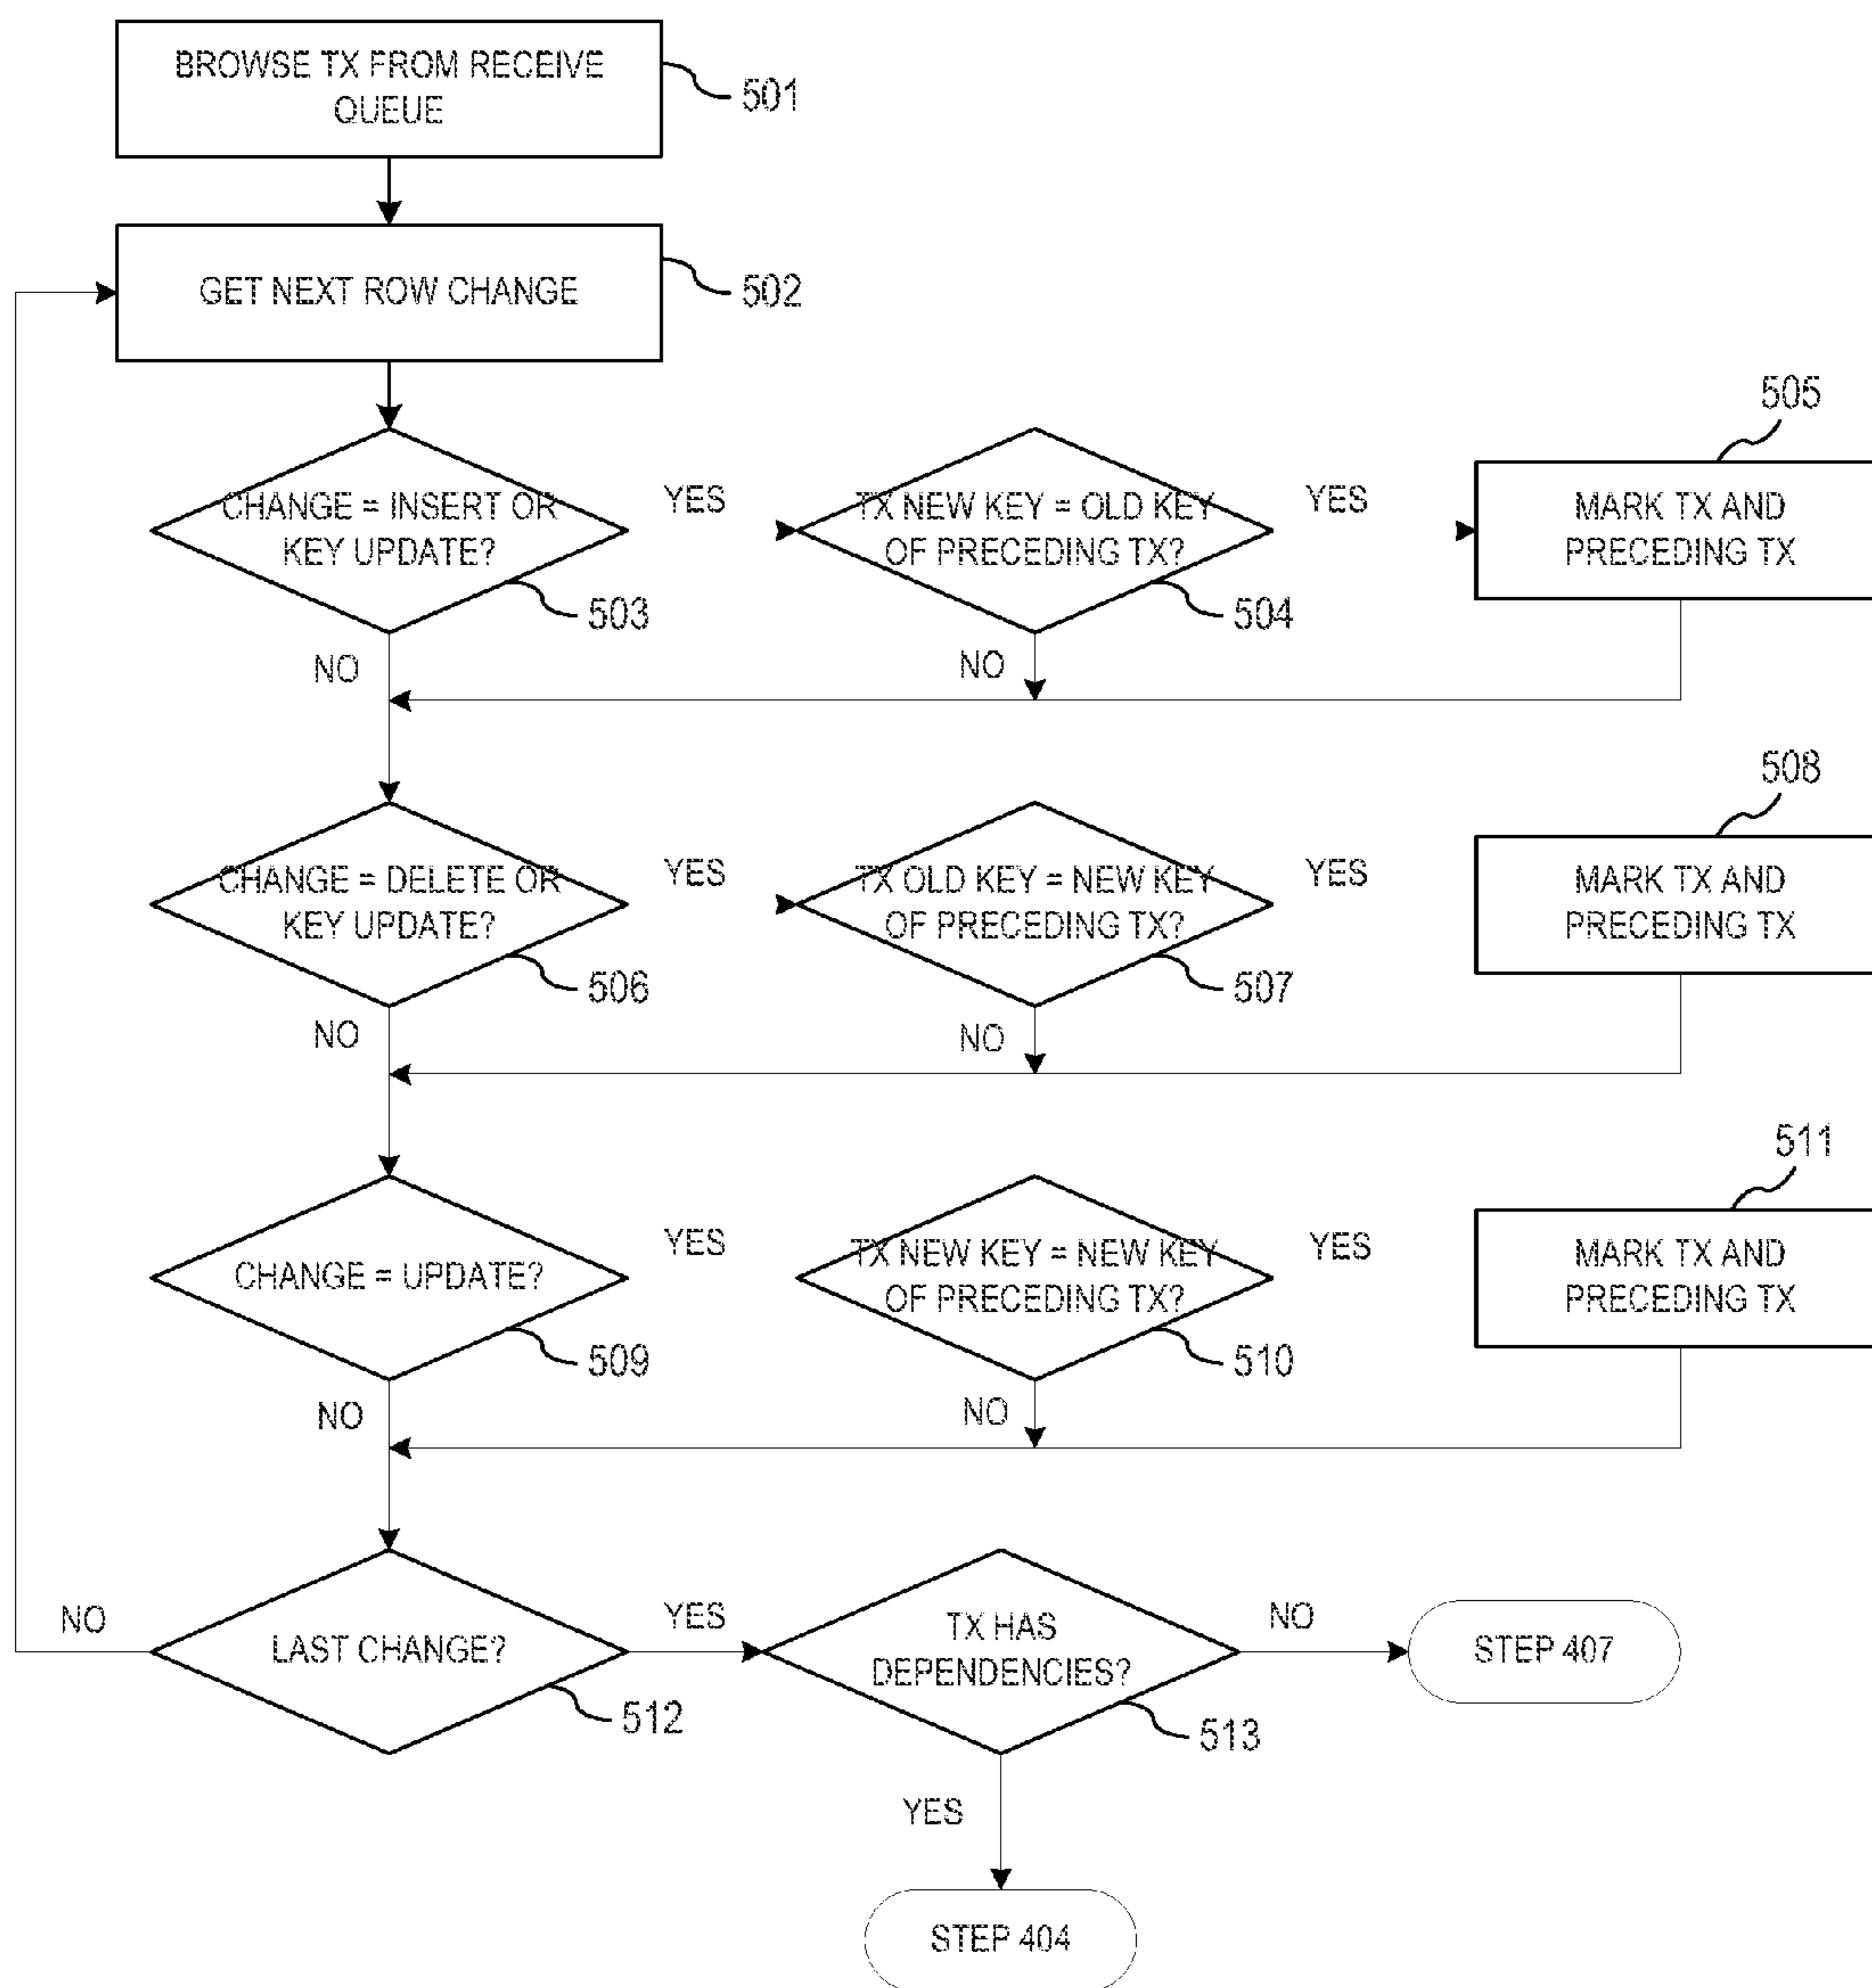 BROWSE TX FROM RECEIVE
QUEUE
501
GET NEXT ROW CHANGE
502
CHANGE = INSERT OR
KEY UPDATE?
503
YES
NO
TX NEW KEY = OLD KEY
OF PRECEDING TX?
504
YES
NO
505
MARK TX AND
PRECEDING TX
CHANGE = DELETE OR
KEY UPDATE?
506
YES
NO
TX OLD KEY = NEW KEY
OF PRECEDING TX?
507
YES
NO
508
MARK TX AND
PRECEDING TX
CHANGE = UPDATE?
509
YES
NO
TX NEW KEY = NEW KEY
OF PRECEDING TX?
510
YES
NO
511
MARK TX AND
PRECEDING TX
NO
LAST CHANGE?
512
YES
TX HAS
DEPENDENCIES?
513
NO
STEP 407
YES
STEP 404